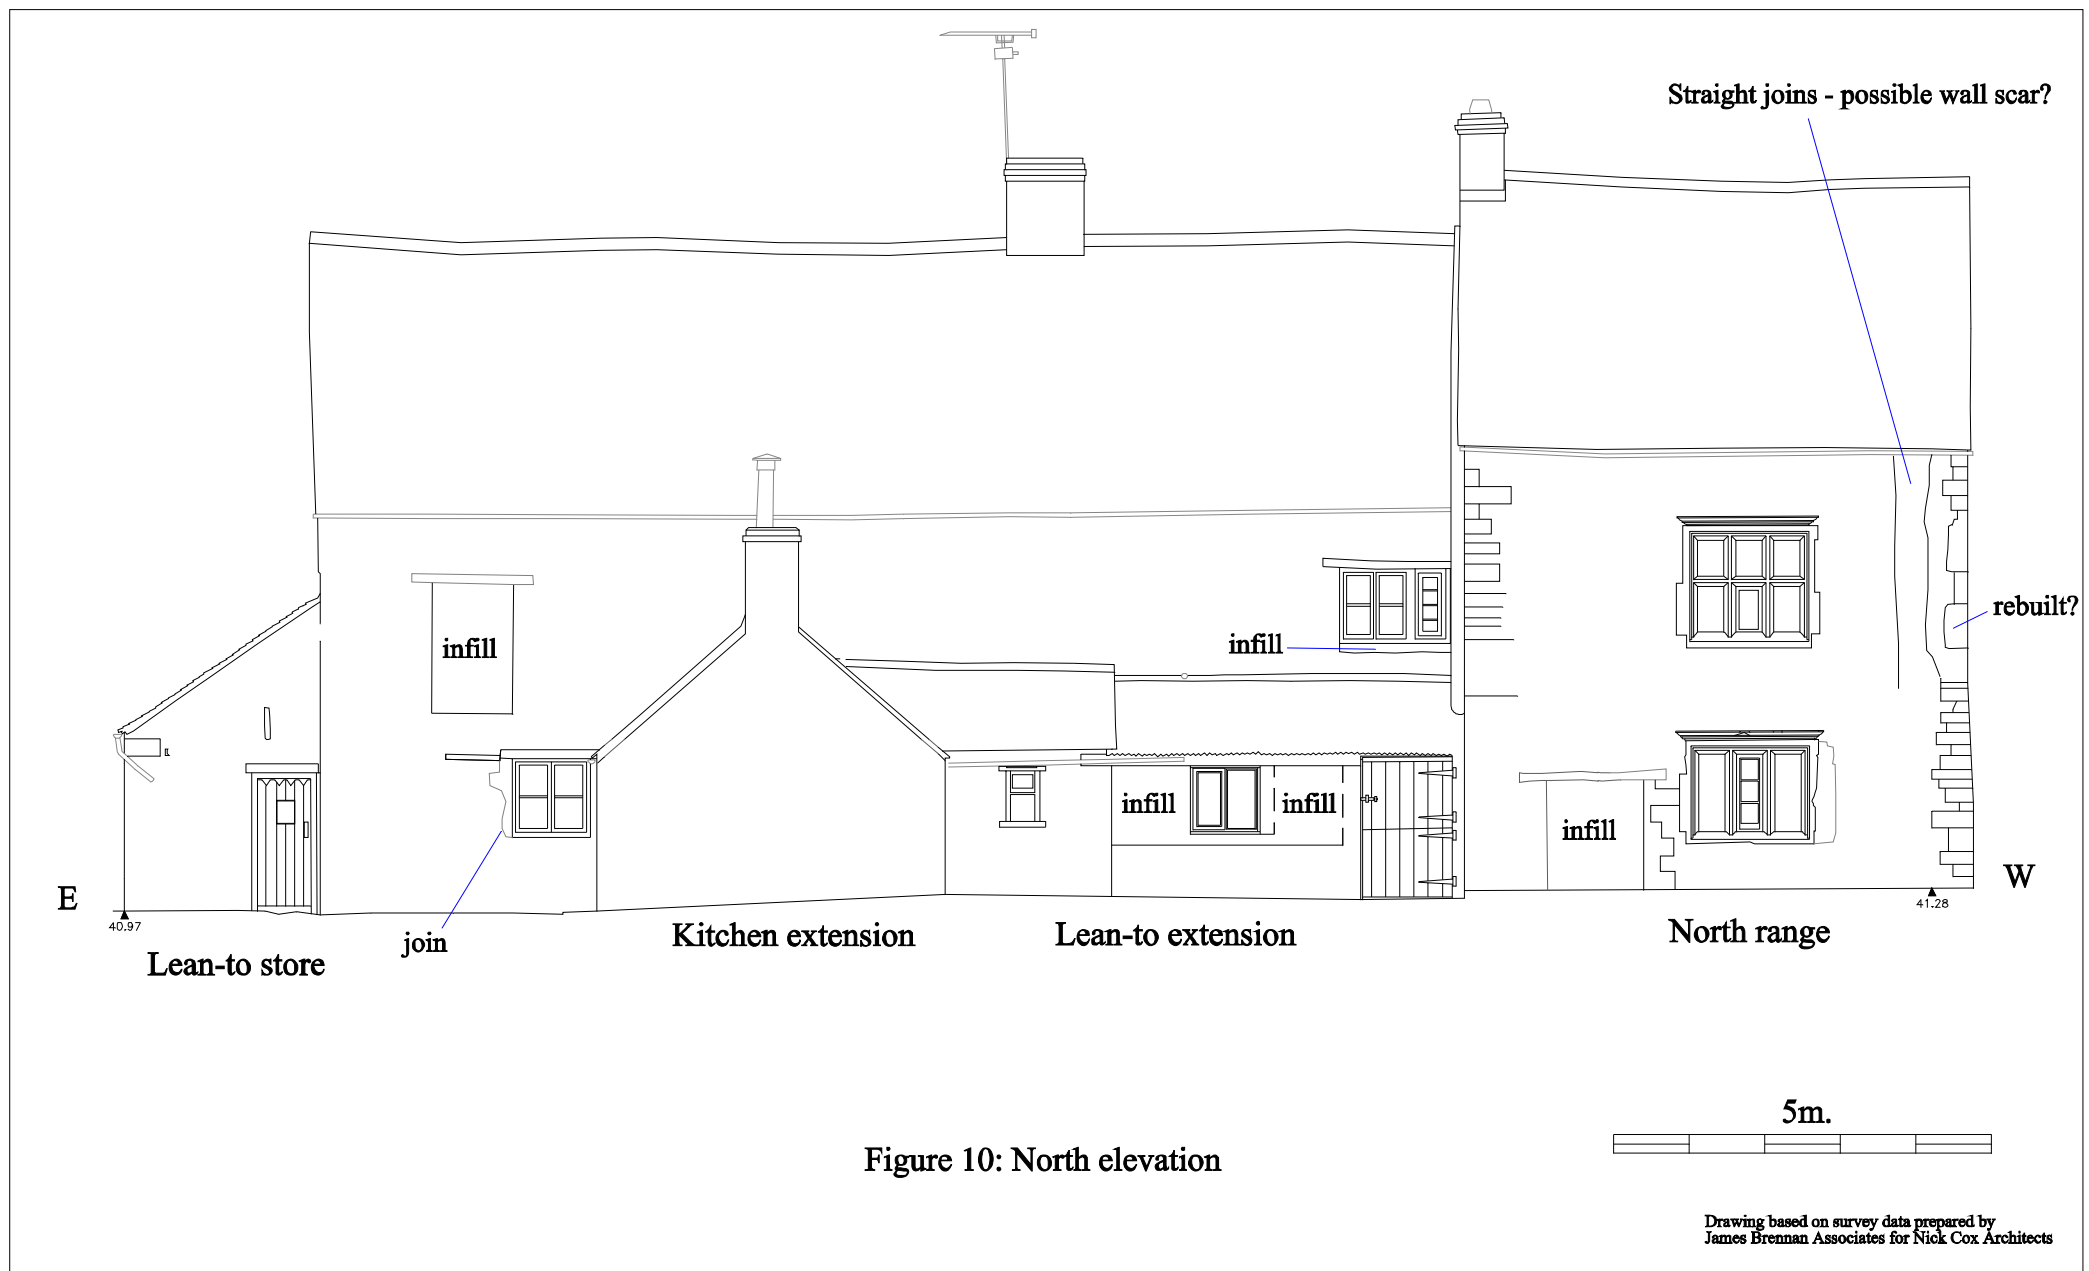 Straight joins - possible wall scar?
rebuilt?
infill
infill
infill
infill
infill
E
W
40.97
41.28
join
Kitchen extension
Lean-to extension
North range
Lean-to store
5m.
Figure 10: North elevation
Drawing based on survey data prepared by
James Brennan Associates for Nick Cox Architects